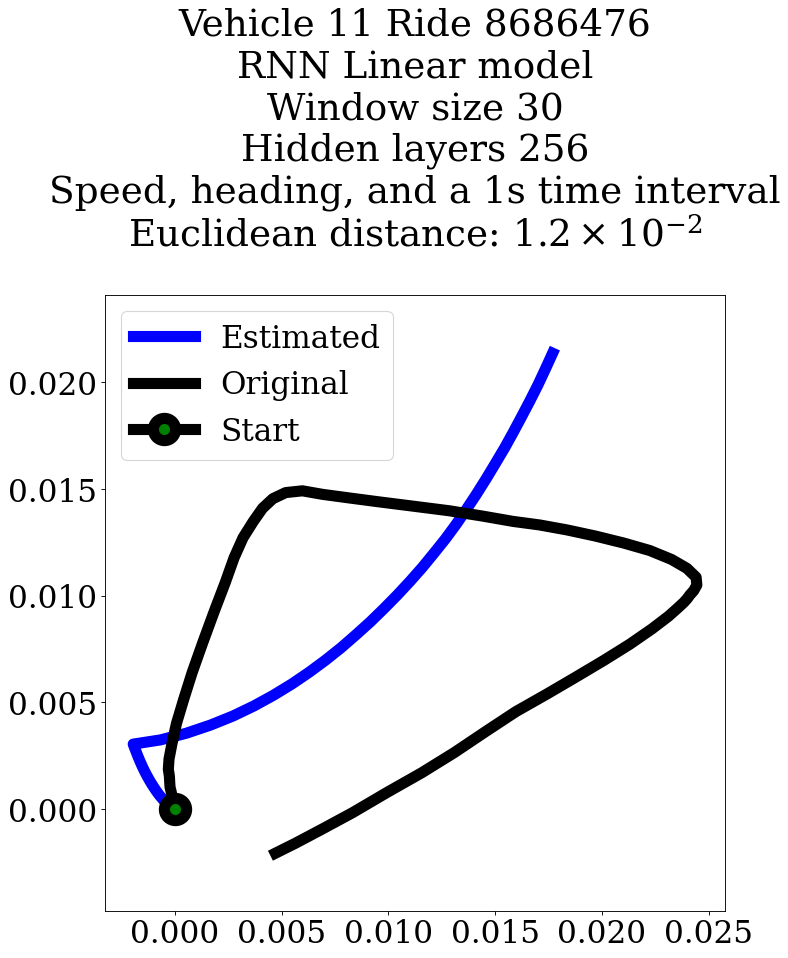 Vehicle 11 Ride 8686476
RNN Linear model
Window size 30
Hidden layers 256
Speed, heading, and a 1s time interval
Euclidean distance: 1.2 × 10⁻²
Estimated
Original
Start
0.020
0.015
0.010
0.005
0.000
0.000 0.005 0.010 0.015 0.020 0.025